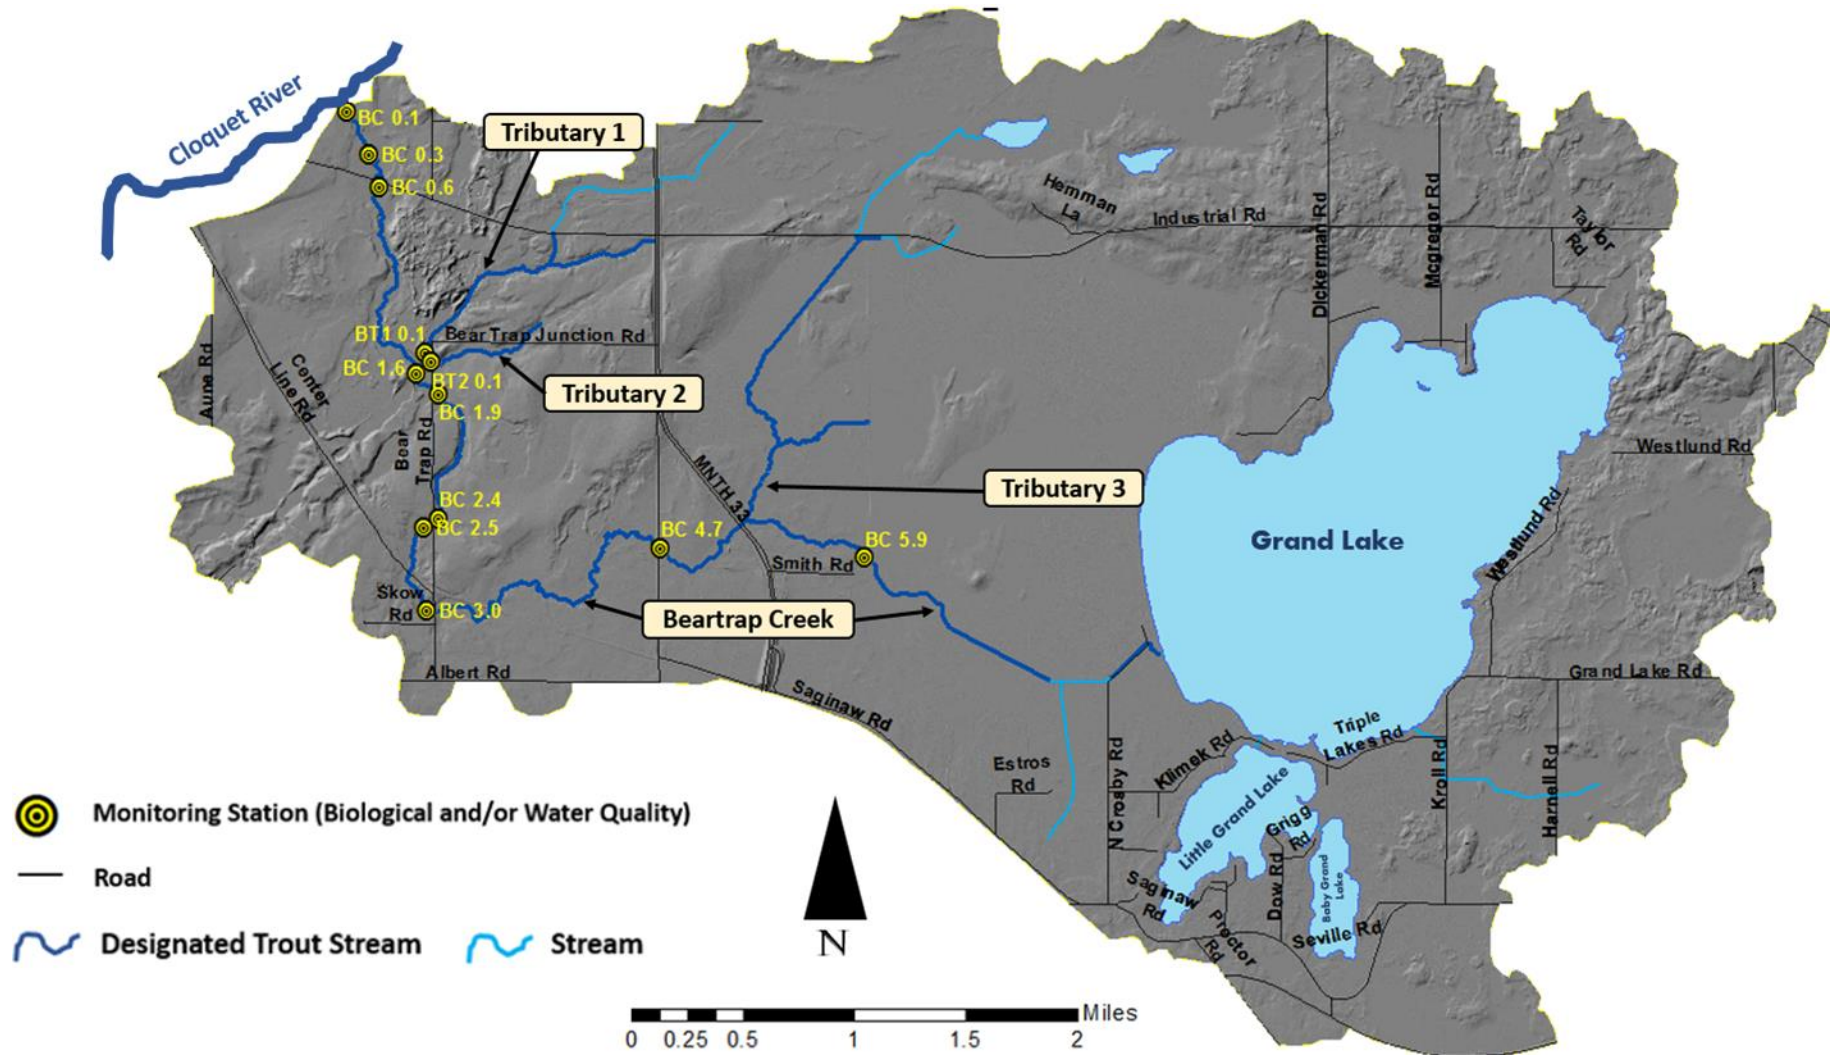 Cloquet River
BC 0.1
Tributary 1
BC 0.3
BC 0.6
Hemman
La
Industrial Rd
Dickerman Rd
Mcgregor Rd
Taylor
Rd
BT1 0.1
Bear Trap Junction Rd
BC 1.6
BT2 0.1
Tributary 2
BC 1.9
Aune Rd
Center
Line Rd
Bear
Trap Rd
Westlund Rd
MNTH 33
Tributary 3
BC 2.4
BC 2.5
BC 4.7
BC 5.9
Grand Lake
Westlund Rd
Smith Rd
Skow
Rd
BC 3.0
Beartrap Creek
Albert Rd
Saginaw Rd
Grand Lake Rd
Triple
Lakes Rd
Estros
Rd
N Crosby Rd
Klimek Rd
Kroll Rd
Harnell Rd
Little Grand Lake
Grigg
Rd
Dow Rd
Baby Grand
Lake
Saginaw
Rd
Proctor
Rd
Seville Rd
Monitoring Station (Biological and/or Water Quality)
Road
Designated Trout Stream
Stream
N
Miles
0 0.25 0.5 1 1.5 2